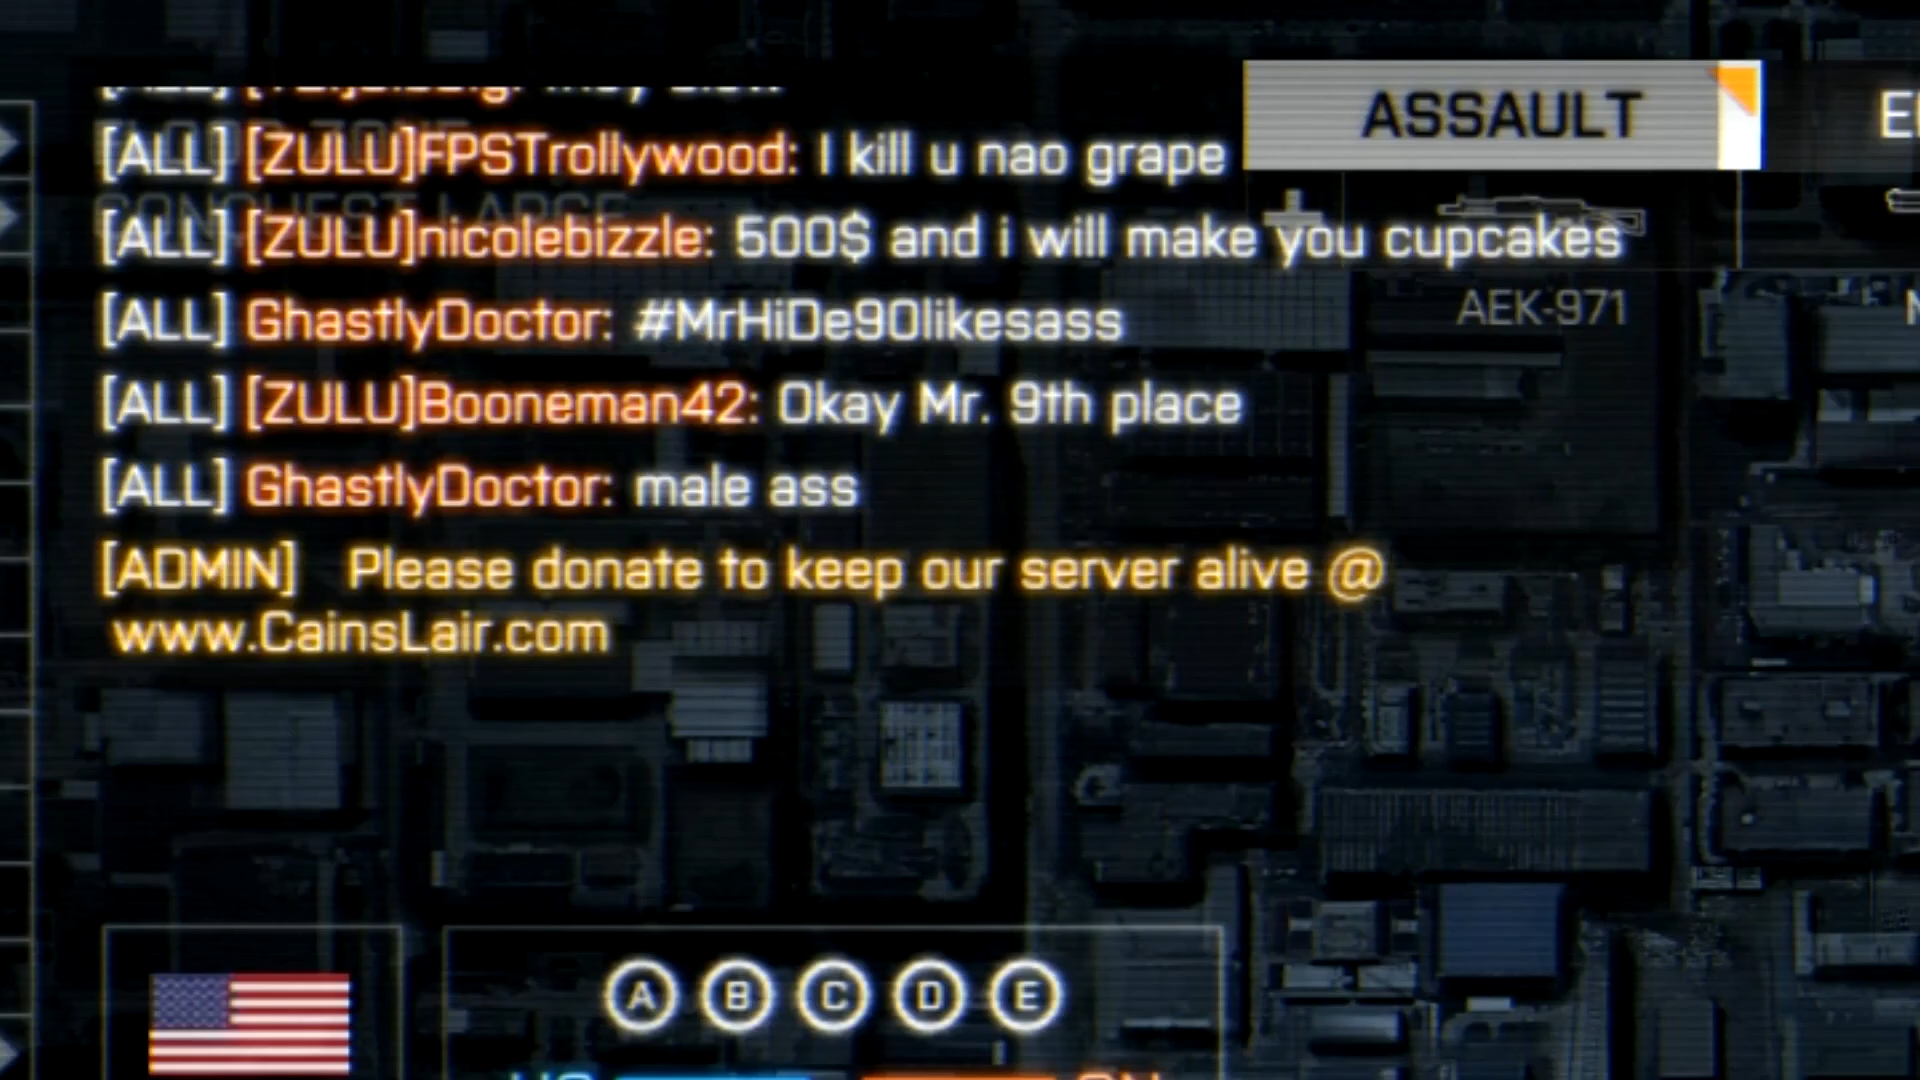 [ALL] [ZULU]FPSTrollywood: I kill u nao grape
[ALL] [ZULU]nicolebizzle: 500$ and i will make you cupcakes
[ALL] GhastlyDoctor: #MrHiDe90likesass
[ALL] [ZULU]Booneman42: Okay Mr. 9th place
[ALL] GhastlyDoctor: male ass
[ADMIN] Please donate to keep our server alive @
www.CainsLair.com
ASSAULT
AEK-971
CONQUEST LARGE
A B C D E